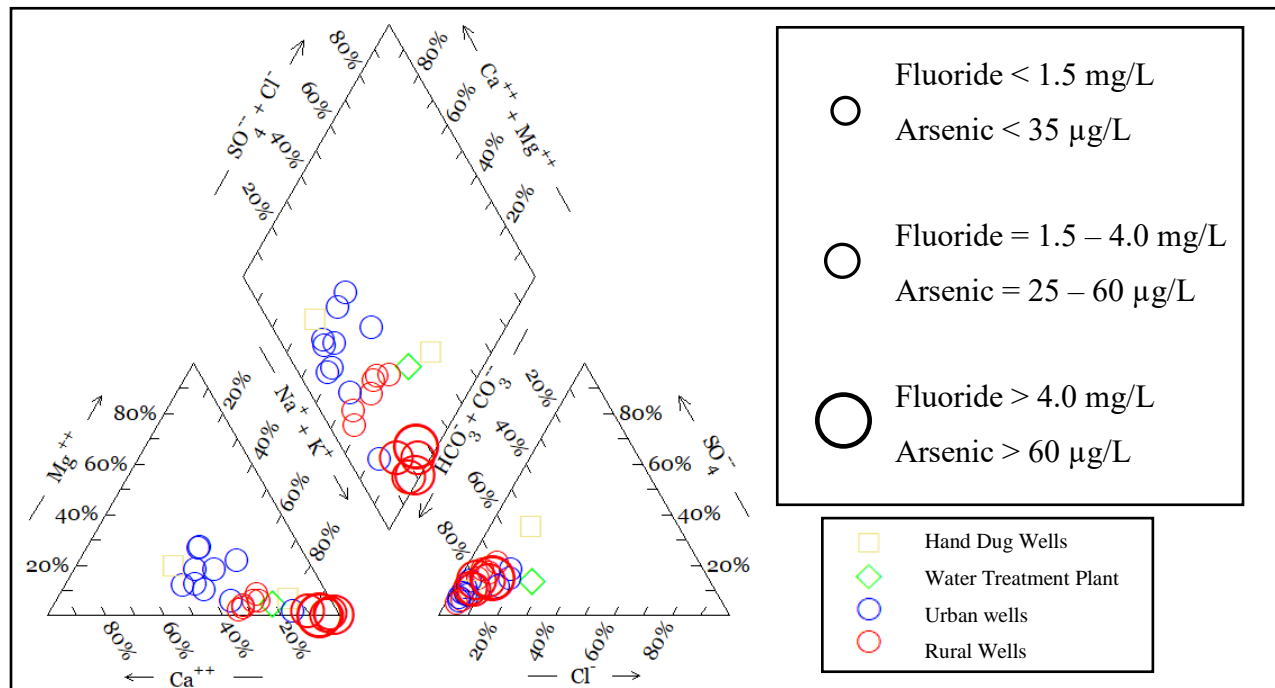 80%
60%
40%
20%
SO₄⁻⁻ + Cl⁻
80%
60%
40%
20%
Ca⁺⁺ + Mg⁺⁺
Na⁺ + K⁺
HCO₃⁻ + CO₃⁻⁻
Mg⁺⁺
80%
60%
40%
20%
20%
40%
60%
80%
80%
60%
40%
20%
Ca⁺⁺
20%
40%
60%
80%
SO₄⁻⁻
80%
60%
40%
20%
20%
40%
60%
80%
Cl⁻
Fluoride < 1.5 mg/L
Arsenic < 35 µg/L
Fluoride = 1.5 – 4.0 mg/L
Arsenic = 25 – 60 µg/L
Fluoride > 4.0 mg/L
Arsenic > 60 µg/L
Hand Dug Wells
Water Treatment Plant
Urban wells
Rural Wells